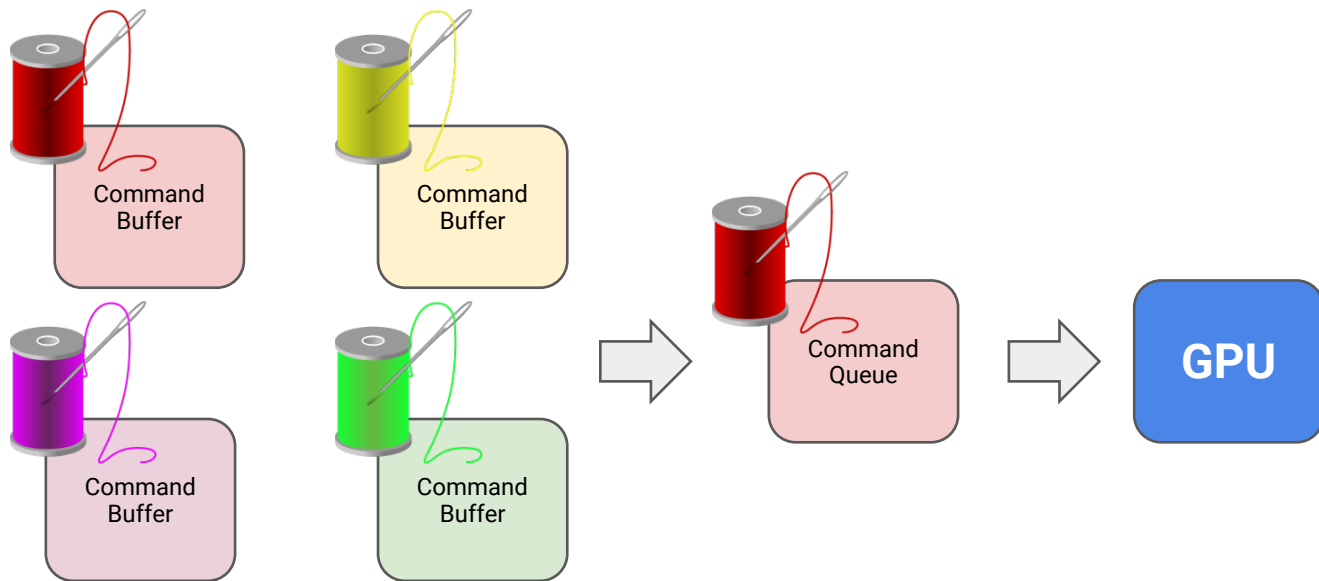 Command
Buffer
Command
Buffer
Command
Buffer
Command
Buffer
Command
Queue
GPU